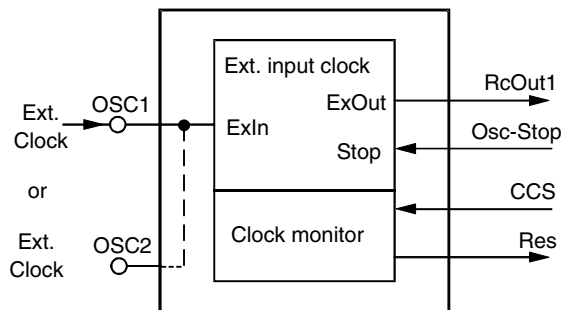 Ext. input clock
ExOut
RcOut1
OSC1
Ext.
Clock
ExIn
Osc-Stop
Stop
or
CCS
Clock monitor
Res
OSC2
Ext.
Clock